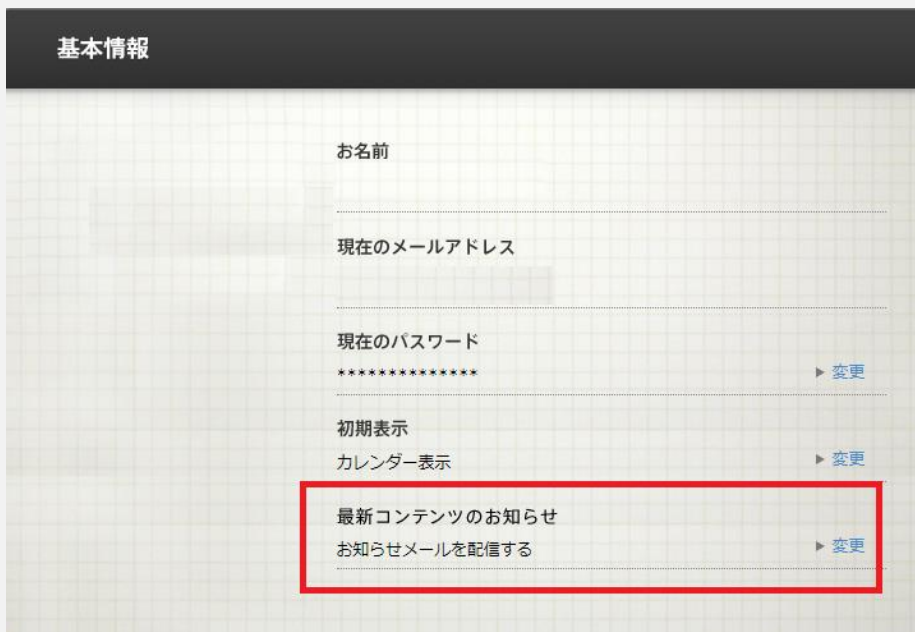 基本情報
お名前
現在のメールアドレス
現在のパスワード
**************
▶ 変更
初期表示
カレンダー表示
▶ 変更
最新コンテンツのお知らせ
お知らせメールを配信する
▶ 変更